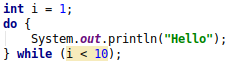 int i = 1;
do {
    System.out.println("Hello");
} while (i < 10);